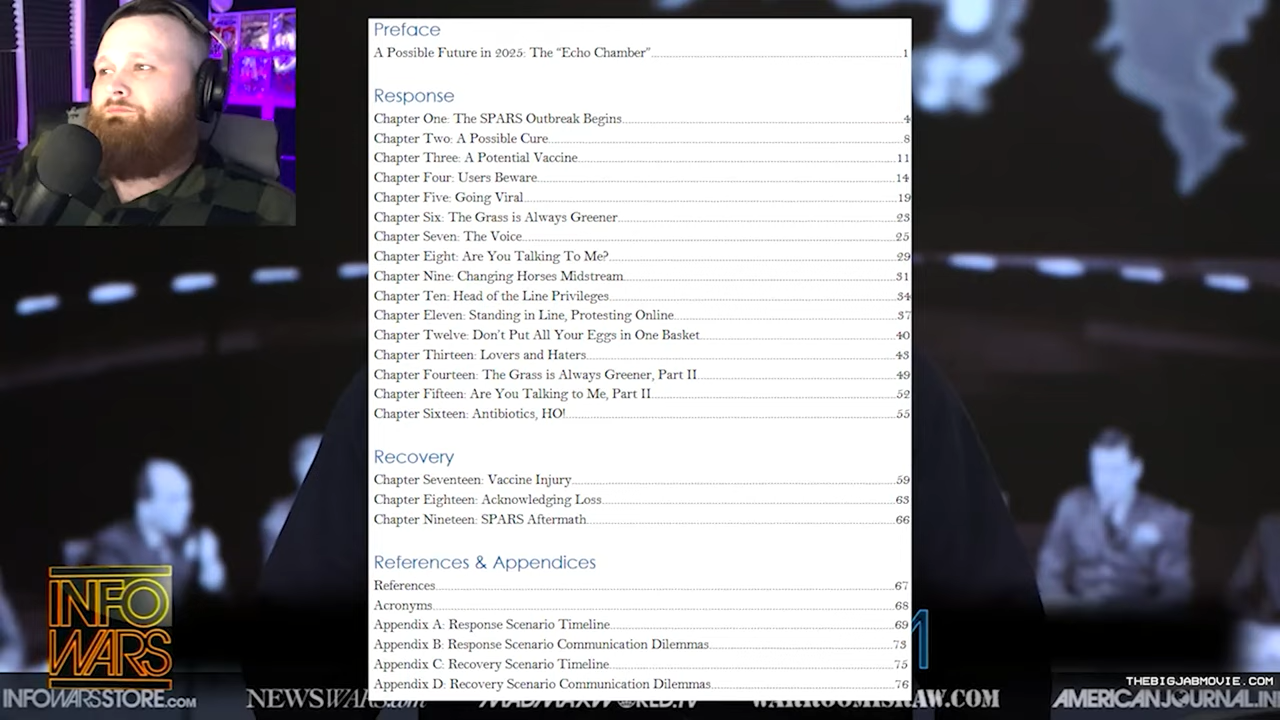 Preface
A Possible Future in 2025: The “Echo Chamber” 1
Response
Chapter One: The SPARS Outbreak Begins 4
Chapter Two: A Possible Cure 8
Chapter Three: A Potential Vaccine 11
Chapter Four: Users Beware 14
Chapter Five: Going Viral 19
Chapter Six: The Grass is Always Greener 23
Chapter Seven: The Voice 25
Chapter Eight: Are You Talking To Me? 29
Chapter Nine: Changing Horses Midstream 31
Chapter Ten: Head of the Line Privileges 34
Chapter Eleven: Standing in Line, Protesting Online 37
Chapter Twelve: Don’t Put All Your Eggs in One Basket 40
Chapter Thirteen: Lovers and Haters 43
Chapter Fourteen: The Grass is Always Greener, Part II 49
Chapter Fifteen: Are You Talking to Me, Part II 52
Chapter Sixteen: Antibiotics, HO! 55
Recovery
Chapter Seventeen: Vaccine Injury 59
Chapter Eighteen: Acknowledging Loss 63
Chapter Nineteen: SPARS Aftermath 66
References & Appendices
References 67
Acronyms 68
Appendix A: Response Scenario Timeline 69
Appendix B: Response Scenario Communication Dilemmas 73
Appendix C: Recovery Scenario Timeline 75
Appendix D: Recovery Scenario Communication Dilemmas 76
INFO
WARS
THEBIGJABMOVIE.COM
INFOWARSSTORE.com NEWSWARS.com MADMAXWORLD.TV WARROOMISRAW.COM AMERICANJOURNAL.IN